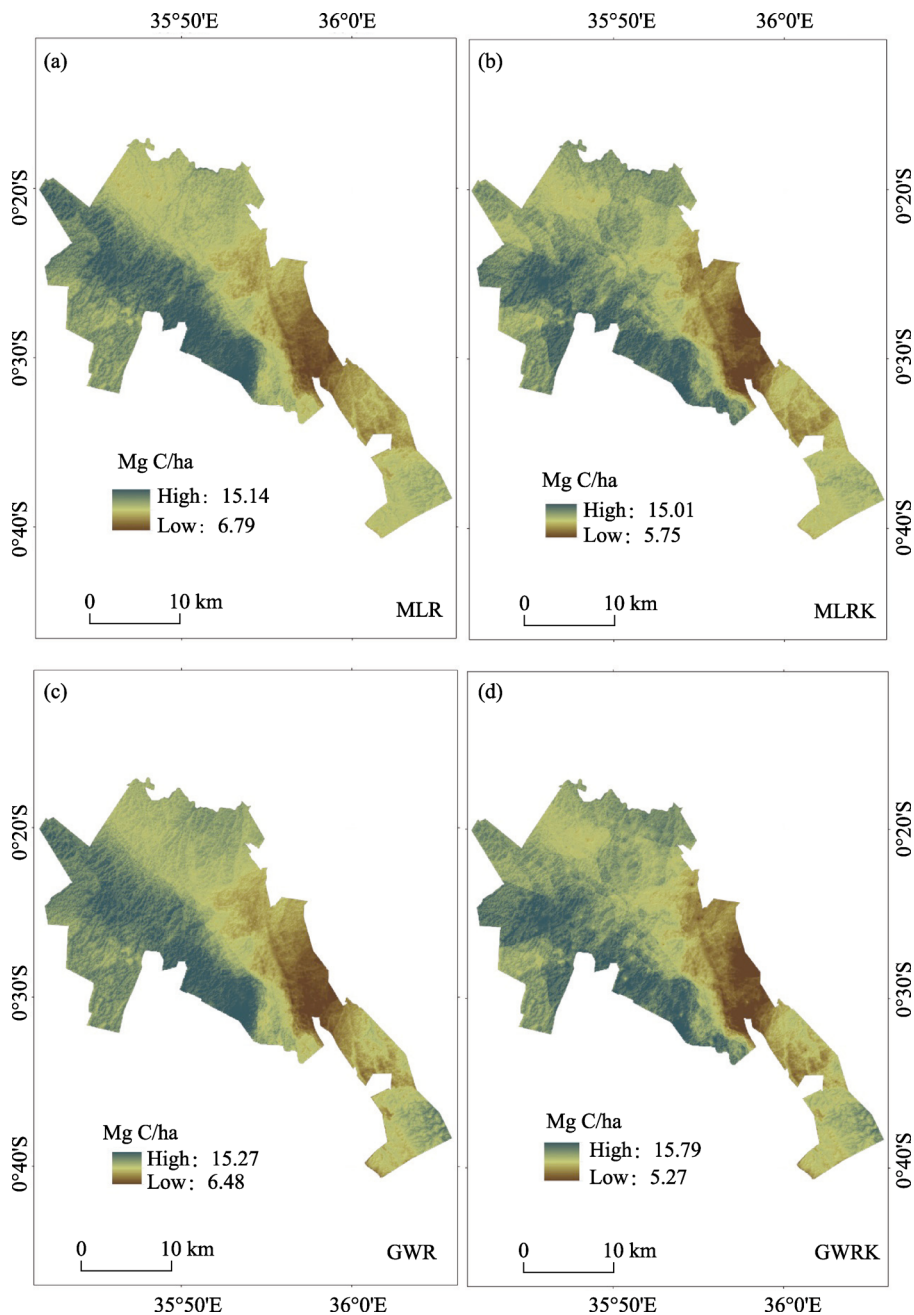 35°50'E 36°0'E 35°50'E 36°0'E
(a)
0°20'S
0°30'S
0°40'S
Mg C/ha
High: 15.14
Low: 6.79
0 10 km
MLR
(b)
0°20'S
0°30'S
0°40'S
Mg C/ha
High: 15.01
Low: 5.75
0 10 km
MLRK
(c)
0°20'S
0°30'S
0°40'S
Mg C/ha
High: 15.27
Low: 6.48
0 10 km
GWR
(d)
0°20'S
0°30'S
0°40'S
Mg C/ha
High: 15.79
Low: 5.27
0 10 km
GWRK
35°50'E 36°0'E 35°50'E 36°0'E